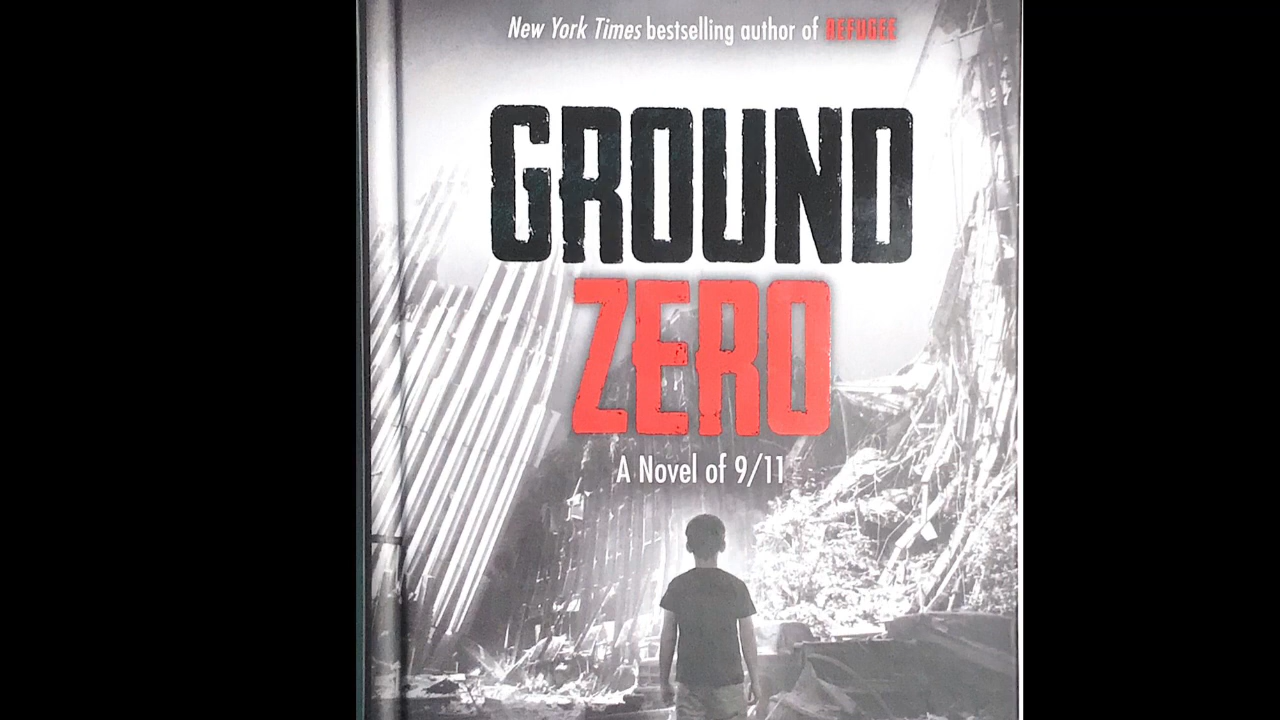 New York Times bestselling author of REFUGEE
GROUND
ZERO
A Novel of 9/11